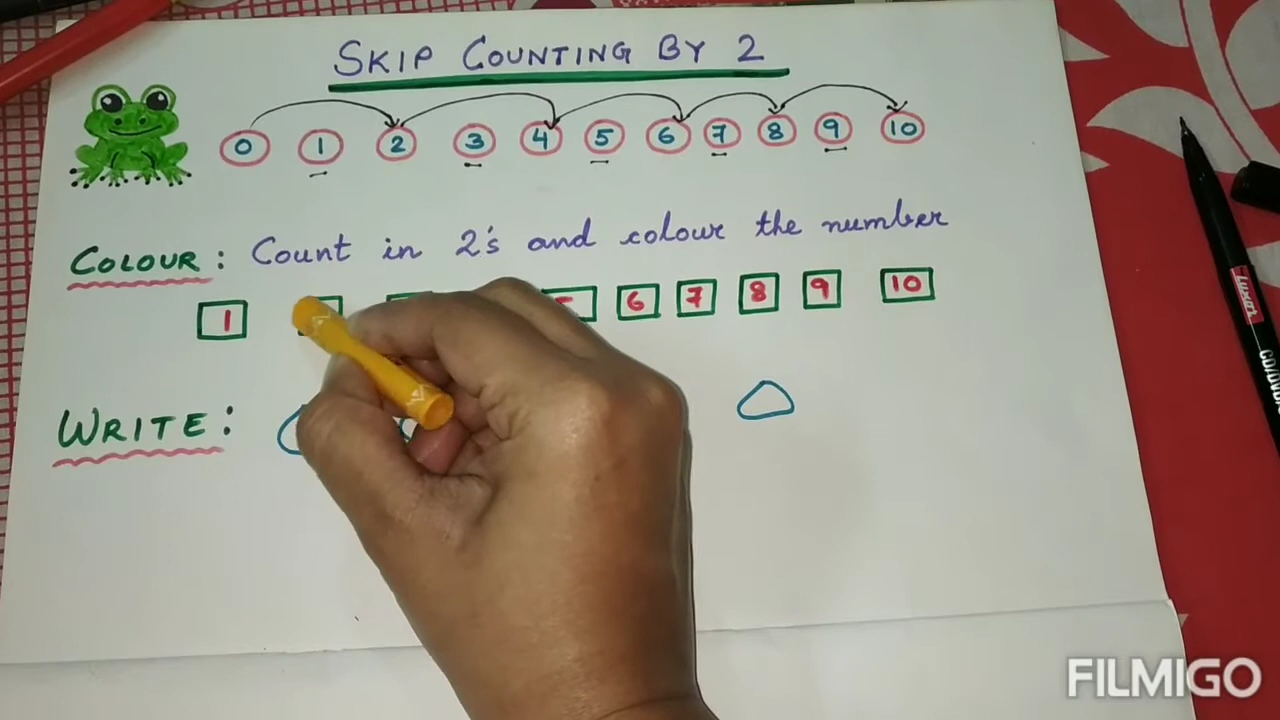 SKIP COUNTING BY 2
0 1 2 3 4 5 6 7 8 9 10
COLOUR: Count in 2's and colour the number
1 6 7 8 9 10
WRITE:
Luxor
FILMIGO